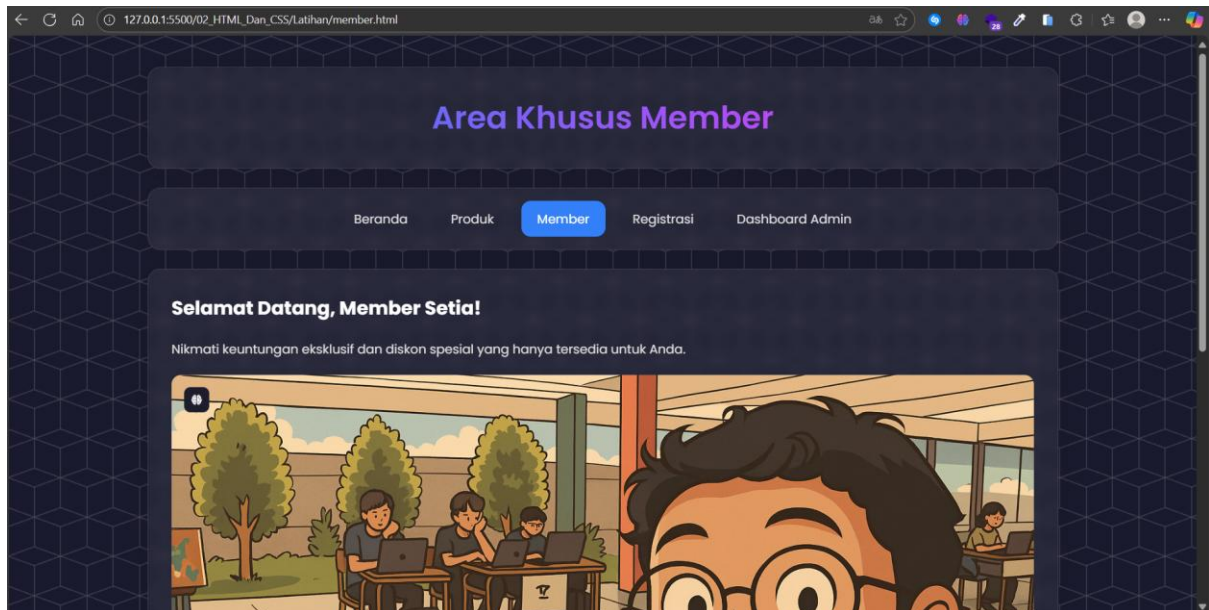 127.0.0.1:5500/02_HTML_Dan_CSS/Latihan/member.html
28
Area Khusus Member
Beranda Produk Member Registrasi Dashboard Admin
Selamat Datang, Member Setia!
Nikmati keuntungan eksklusif dan diskon spesial yang hanya tersedia untuk Anda.